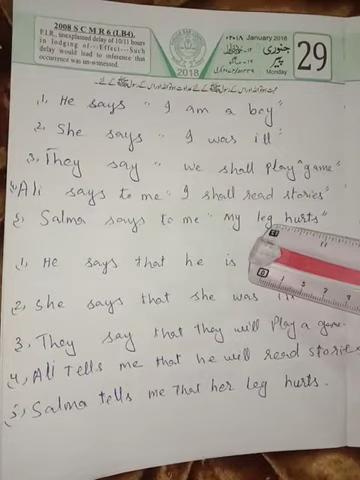 2008 S C M R 6 (LB4).
F.I.R., unexplained delay of 10/11 hours
in lodging of---Effect---Such
delay would lead to inference that
occurrence was un-witnessed.
2018
January 2018
جنوری
پیر
Monday
29
1, He says " I am a boy"
2. She says " I was ill
3. They say " we shall play game"
4, Ali says to me " I shall read stories"
5, Salma says to me " My leg hurts"
1, He says that he is
2, She says that she was ill
3, They say that they will play a game.
4, Ali tells me that he will read stories
5, Salma tells me that her leg hurts.